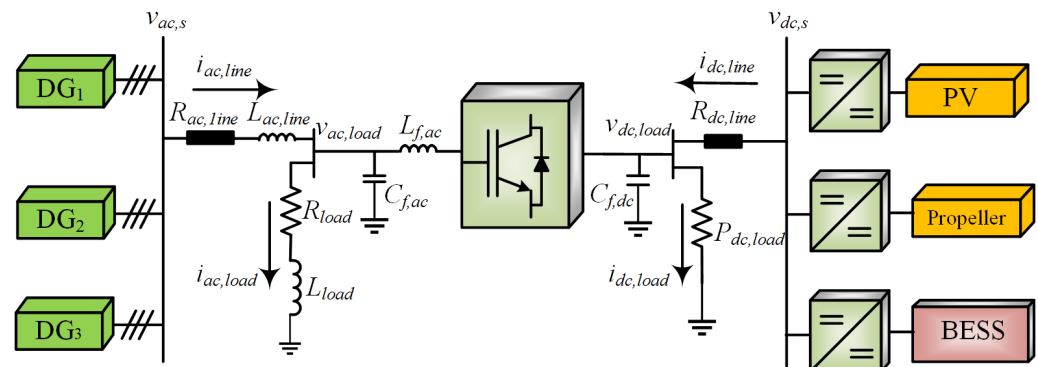 v_ac,s
v_dc,s
DG1
i_ac,line
i_dc,line
PV
R_ac,line
L_ac,line
v_ac,load
L_f,ac
v_dc,load
R_dc,line
C_f,ac
C_f,dc
DG2
R_load
P_dc,load
Propeller
i_ac,load
L_load
i_dc,load
DG3
BESS